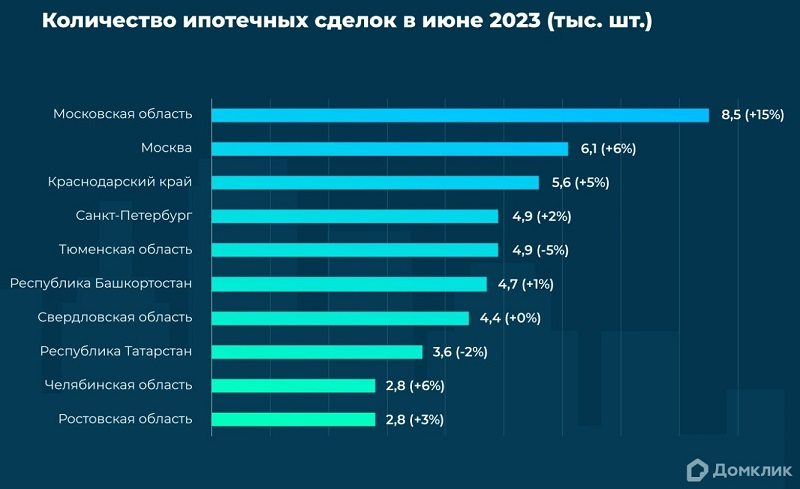 Количество ипотечных сделок в июне 2023 (тыс. шт.)
Московская область 8,5 (+15%)
Москва 6,1 (+6%)
Краснодарский край 5,6 (+5%)
Санкт-Петербург 4,9 (+2%)
Тюменская область 4,9 (-5%)
Республика Башкортостан 4,7 (+1%)
Свердловская область 4,4 (+0%)
Республика Татарстан 3,6 (-2%)
Челябинская область 2,8 (+6%)
Ростовская область 2,8 (+3%)
Домклик